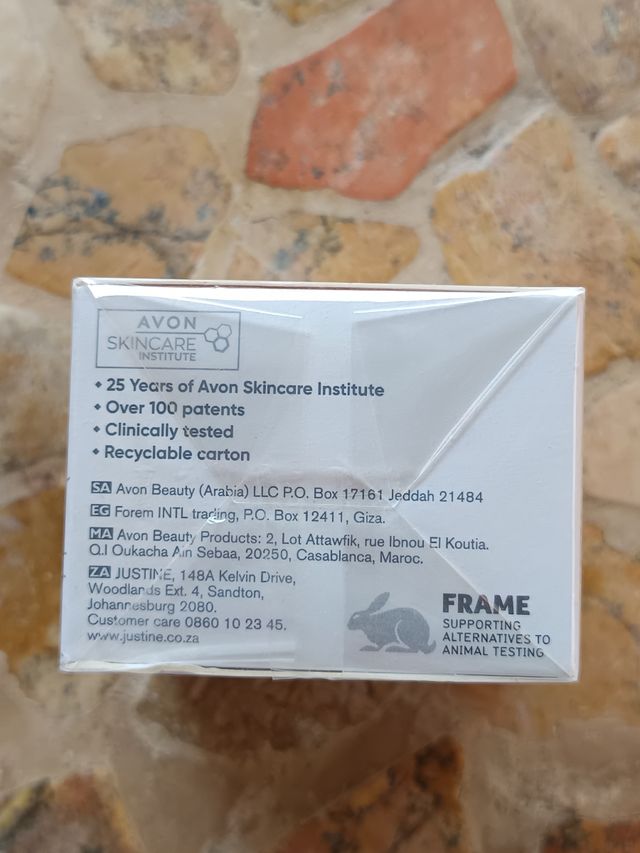 AVON
SKINCARE
INSTITUTE
• 25 Years of Avon Skincare Institute
• Over 100 patents
• Clinically tested
• Recyclable carton
SA Avon Beauty (Arabia) LLC P.O. Box 17161 Jeddah 21484
EG Forem INTL trading, P.O. Box 12411, Giza.
MA Avon Beauty Products: 2, Lot Attawfik, rue Ibnou El Koutia.
Q.I Oukacha Ain Sebaa, 20250, Casablanca, Maroc.
ZA JUSTINE, 148A Kelvin Drive,
Woodlands Ext. 4, Sandton,
Johannesburg 2080.
Customer care 0860 10 23 45.
www.justine.co.za
FRAME
SUPPORTING
ALTERNATIVES TO
ANIMAL TESTING